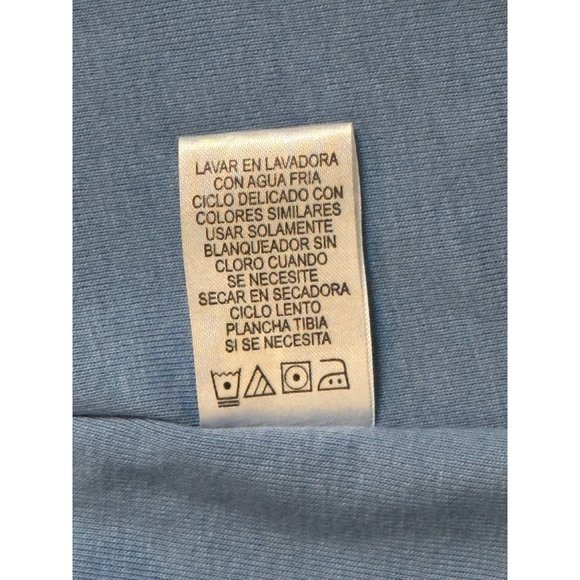 LAVAR EN LAVADORA
CON AGUA FRIA
CICLO DELICADO CON
COLORES SIMILARES
USAR SOLAMENTE
BLANQUEADOR SIN
CLORO CUANDO
SE NECESITE
SECAR EN SECADORA
CICLO LENTO
PLANCHA TIBIA
SI SE NECESITA